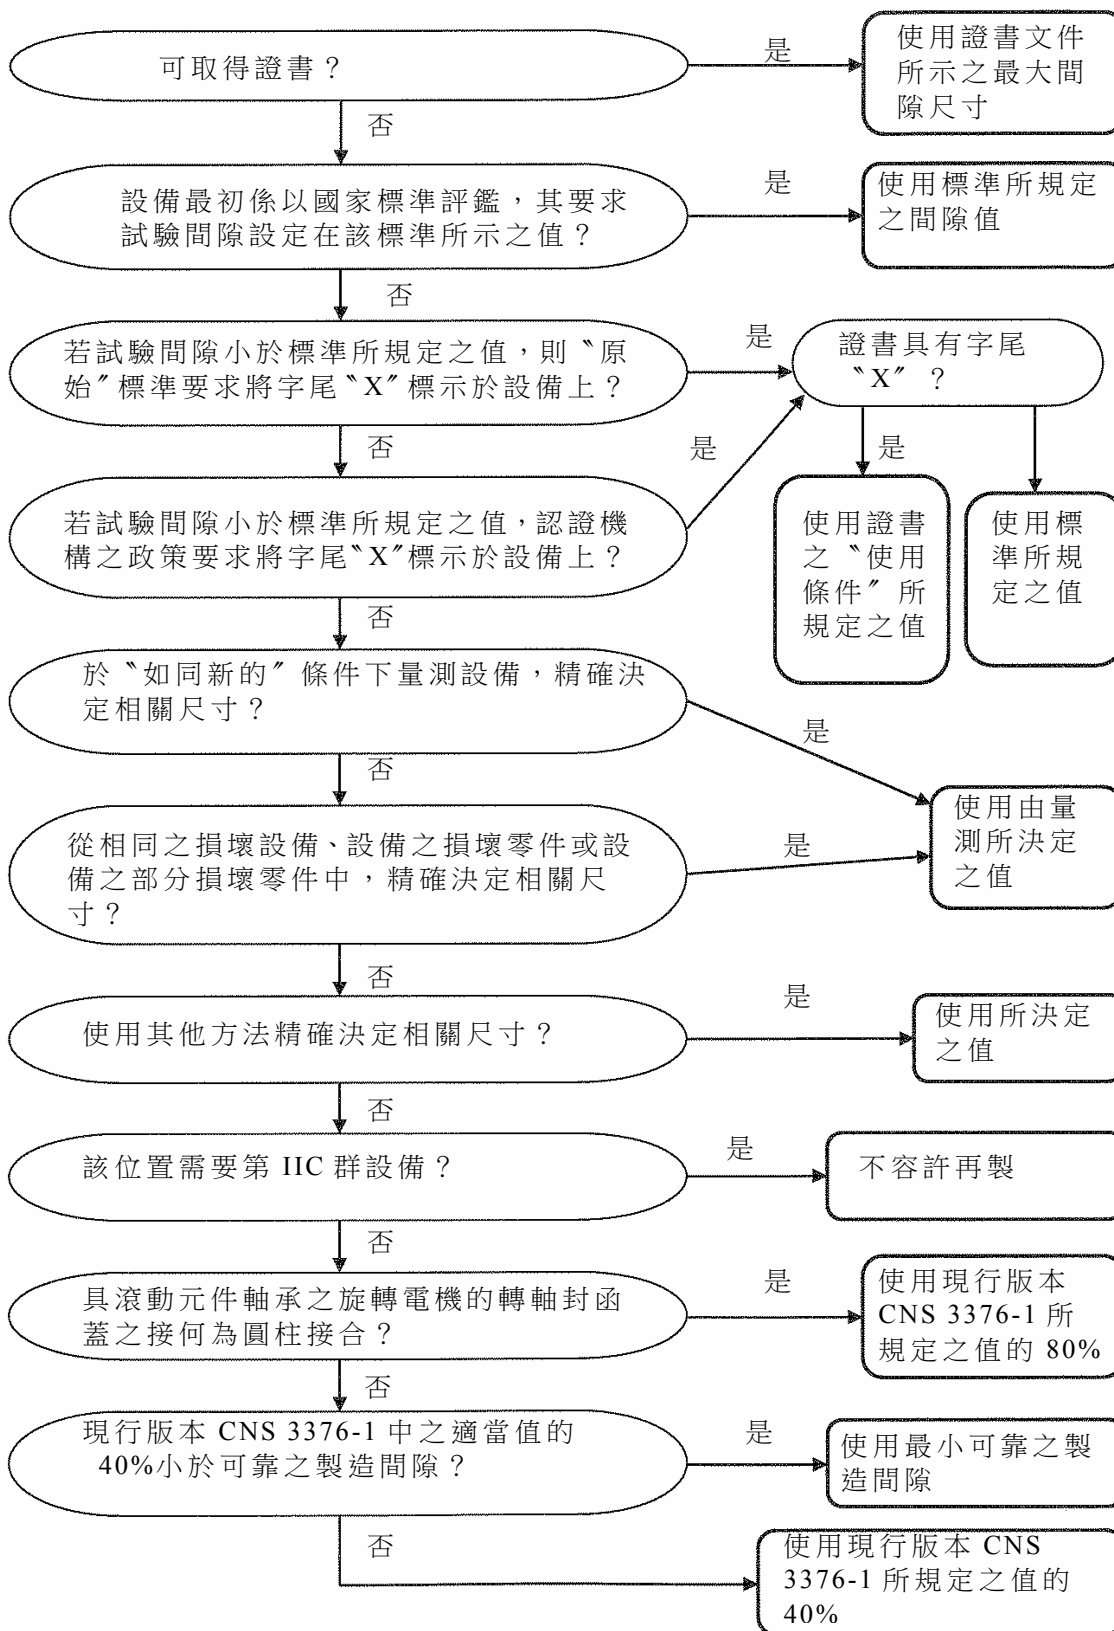 可取得證書？
是
使用證書文件
所示之最大間
隙尺寸
否
設備最初係以國家標準評鑑，其要求
試驗間隙設定在該標準所示之值？
是
使用標準所規定
之間隙值
否
若試驗間隙小於標準所規定之值，則〝原
始〞標準要求將字尾〝X〞標示於設備上？
是
證書具有字尾
〝X〞？
否
是
是
若試驗間隙小於標準所規定之值，認證機
構之政策要求將字尾〝X〞標示於設備上？
使用證書
之〝使用
條件〞所
規定之值
使用標
準所規
定之值
否
於〝如同新的〞條件下量測設備，精確決
定相關尺寸？
是
否
從相同之損壞設備、設備之損壞零件或設
備之部分損壞零件中，精確決定相關尺
寸？
是
使用由量
測所決定
之值
否
使用其他方法精確決定相關尺寸？
是
使用所決定
之值
否
該位置需要第 IIC 群設備？
是
不容許再製
否
具滾動元件軸承之旋轉電機的轉軸封函
蓋之接何為圓柱接合？
是
使用現行版本
CNS 3376-1 所
規定之值的 80%
否
現行版本 CNS 3376-1 中之適當值的
40%小於可靠之製造間隙？
是
使用最小可靠之製
造間隙
否
使用現行版本 CNS
3376-1 所規定之值的
40%